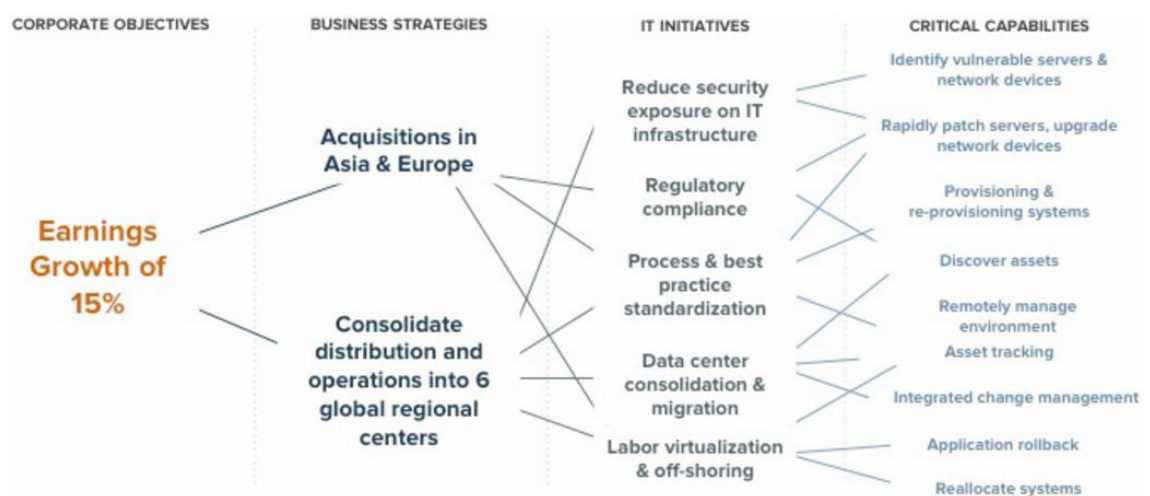 CORPORATE OBJECTIVES
BUSINESS STRATEGIES
IT INITIATIVES
CRITICAL CAPABILITIES
Earnings
Growth of
15%
Acquisitions in
Asia & Europe
Consolidate
distribution and
operations into 6
global regional
centers
Reduce security
exposure on IT
infrastructure
Regulatory
compliance
Process & best
practice
standardization
Data center
consolidation &
migration
Labor virtualization
& off-shoring
Identify vulnerable servers &
network devices
Rapidly patch servers, upgrade
network devices
Provisioning &
re-provisioning systems
Discover assets
Remotely manage
environment
Asset tracking
Integrated change management
Application rollback
Reallocate systems